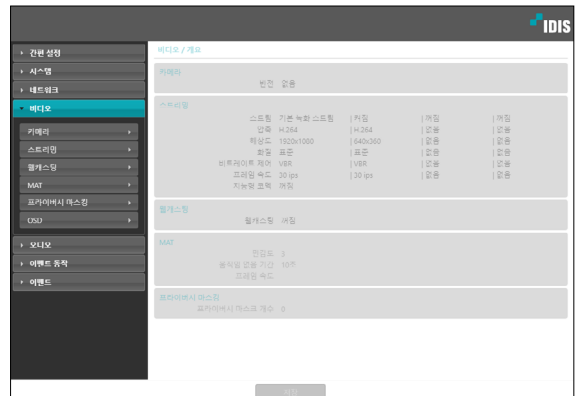 IDIS
간편 설정
시스템
네트워크
비디오
카메라
스트리밍
웹캐스팅
MAT
프라이버시 마스킹
OSD
오디오
이벤트 동작
이벤트
비디오 / 개요
카메라
반전 없음
스트리밍
스트림 기본 녹화 스트림 | 켜짐 | 꺼짐 | 꺼짐
압축 H.264 | H.264 | 없음 | 없음
해상도 1920x1080 | 640x360 | 없음 | 없음
화질 표준 | 표준 | 없음 | 없음
비트레이트 제어 VBR | VBR | 없음 | 없음
프레임 속도 30 ips | 30 ips | 없음 | 없음
지능형 코덱 꺼짐
웹캐스팅
웹캐스팅 꺼짐
MAT
민감도 3
움직임 없음 기간 10초
프레임 속도
프라이버시 마스킹
프라이버시 마스크 개수 0
저장